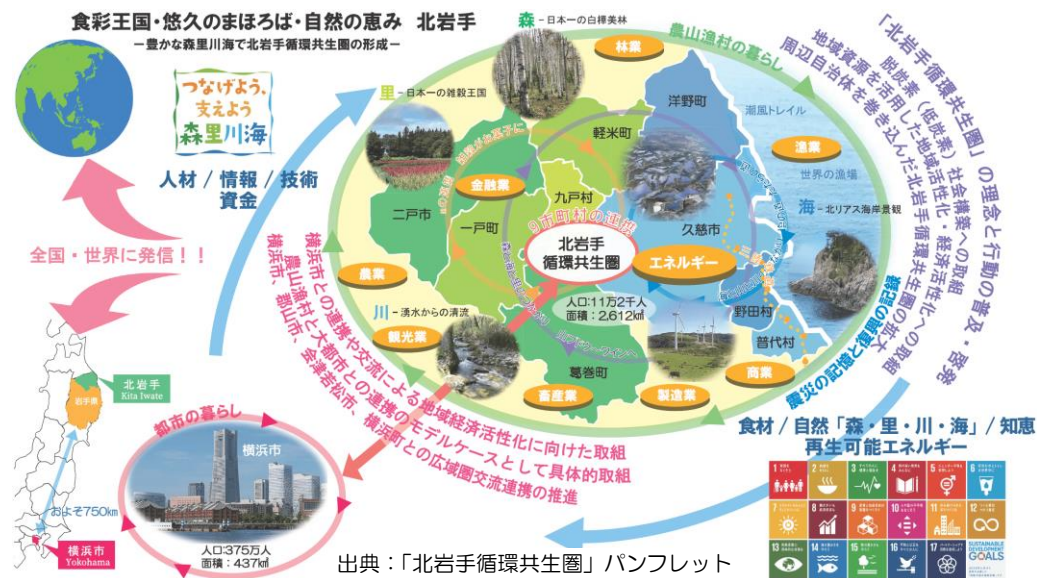 食彩王国・悠久のまほろば・自然の恵み 北岩手
－豊かな森里川海で北岩手循環共生圏の形成－
つなげよう、
支えよう
森里川海
人材 / 情報 / 技術
資金
全国・世界に発信！！
森 - 日本一の白樺美林
里 - 日本一の雑穀王国
川 - 湧水からの清流
海 - 北リアス海岸景観
農山漁村の暮らし
林業
漁業
金融業
農業
観光業
畜産業
製造業
商業
エネルギー
洋野町
軽米町
九戸村
二戸市
一戸町
久慈市
野田村
普代村
葛巻町
潮風トレイル
世界の漁場
9市町村の連携
北岩手
循環共生圏
人口:11万2千人
面積：2,612㎢
震災の記憶と復興の記録
「北岩手循環共生圏」の理念と行動の普及・啓発
脱炭素（低炭素）社会構築への取組
地域資源を活用した地域活性化・経済活性化への取組
周辺自治体を巻き込んだ北岩手循環共生圏の拡大
横浜市との連携や交流による地域経済活性化に向けた取組
農山漁村と大都市との連携のモデルケースとして具体的取組
横浜市、郡山市、会津若松市、横浜町との広域圏交流連携の推進
食材 / 自然「森・里・川・海」/ 知恵
再生可能エネルギー
北岩手
Kita Iwate
岩手県
およそ750km
横浜市
Yokohama
都市の暮らし
横浜市
人口:375万人
面積：437㎢
出典：「北岩手循環共生圏」パンフレット
1
2
3
4
5
6
7
8
9
10
11
12
13
14
15
16
17
SUSTAINABLE
DEVELOPMENT
GOALS